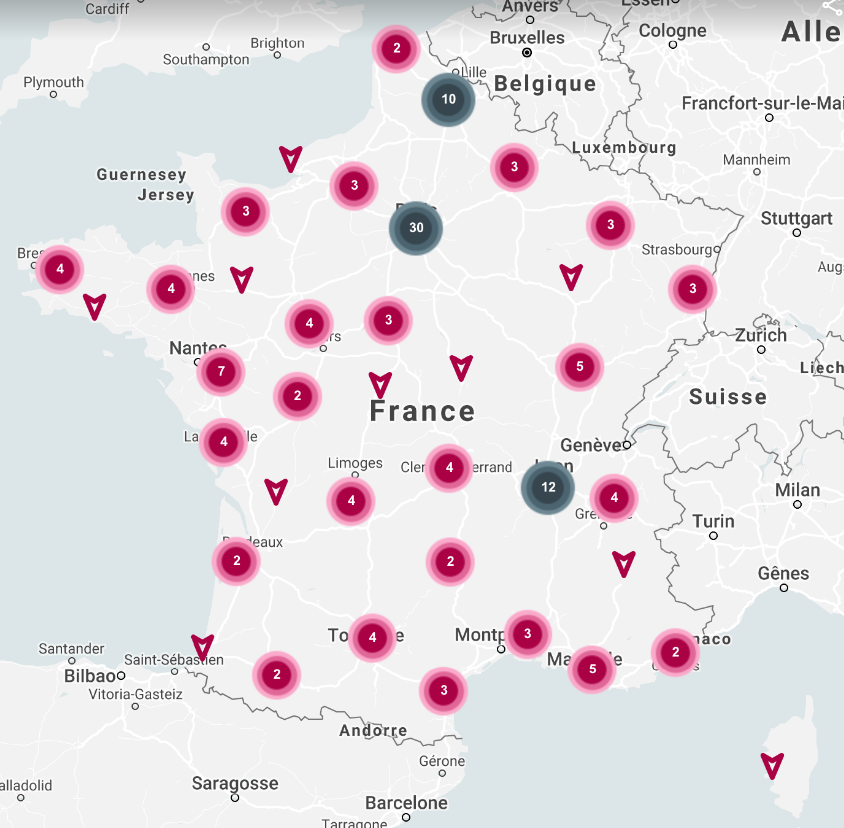 Cardiff
Anvers
Essen
Alle
2
Brighton
Southampton
Bruxelles
Cologne
Lille
Plymouth
Belgique
10
Francfort-sur-le-Mai
Luxembourg
Mannheim
3
Guernesey
3
Jersey
3
30
3
Stuttgart
Strasbourg
4
4
3
4
3
Zurich
Nantes
7
5
Liech
2
France
Suisse
4
Genève
Limoges
4
12
4
Milan
4
Turin
2
2
Gênes
4
Montp
3
Santander
Saint-Sébastien
Bilbao
2
5
2
Vitoria-Gasteiz
3
Andorre
Gérone
Saragosse
Barcelone
Tarragone